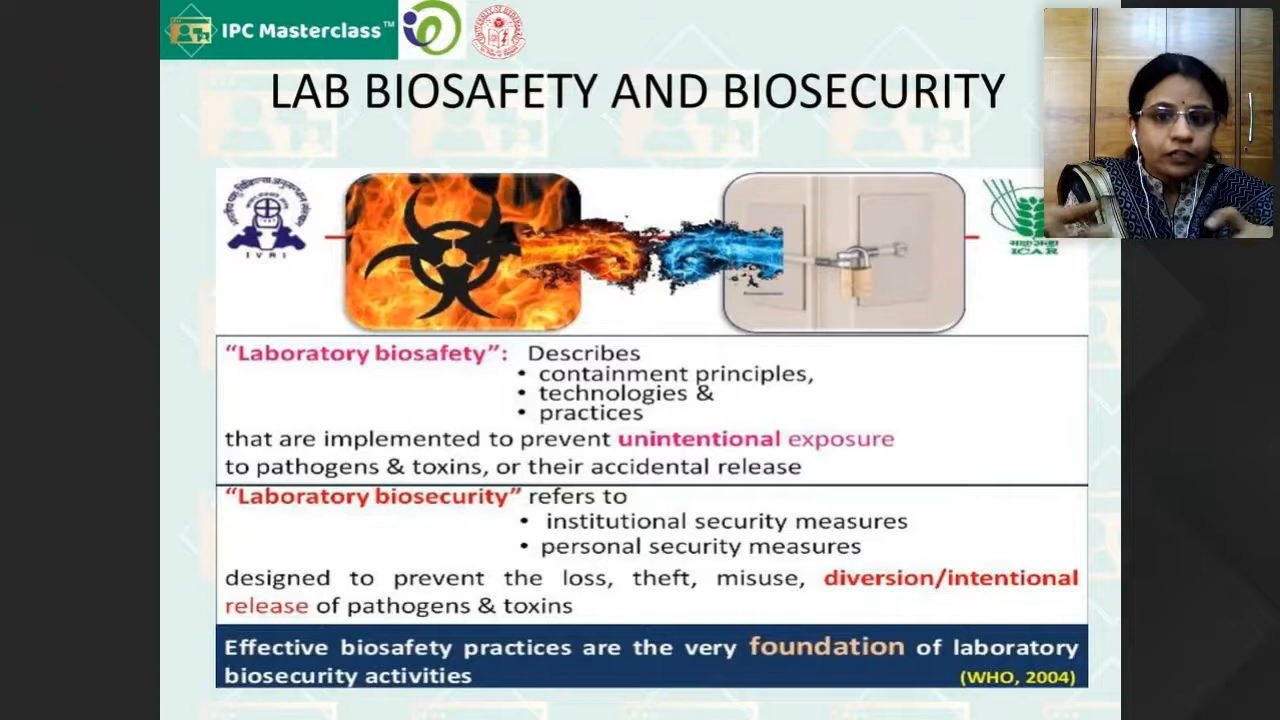 IPC Masterclass™
LAB BIOSAFETY AND BIOSECURITY
I V R I
ICAR
“Laboratory biosafety”: Describes
• containment principles,
• technologies &
• practices
that are implemented to prevent unintentional exposure
to pathogens & toxins, or their accidental release
“Laboratory biosecurity” refers to
• institutional security measures
• personal security measures
designed to prevent the loss, theft, misuse, diversion/intentional
release of pathogens & toxins
Effective biosafety practices are the very foundation of laboratory
biosecurity activities
(WHO, 2004)